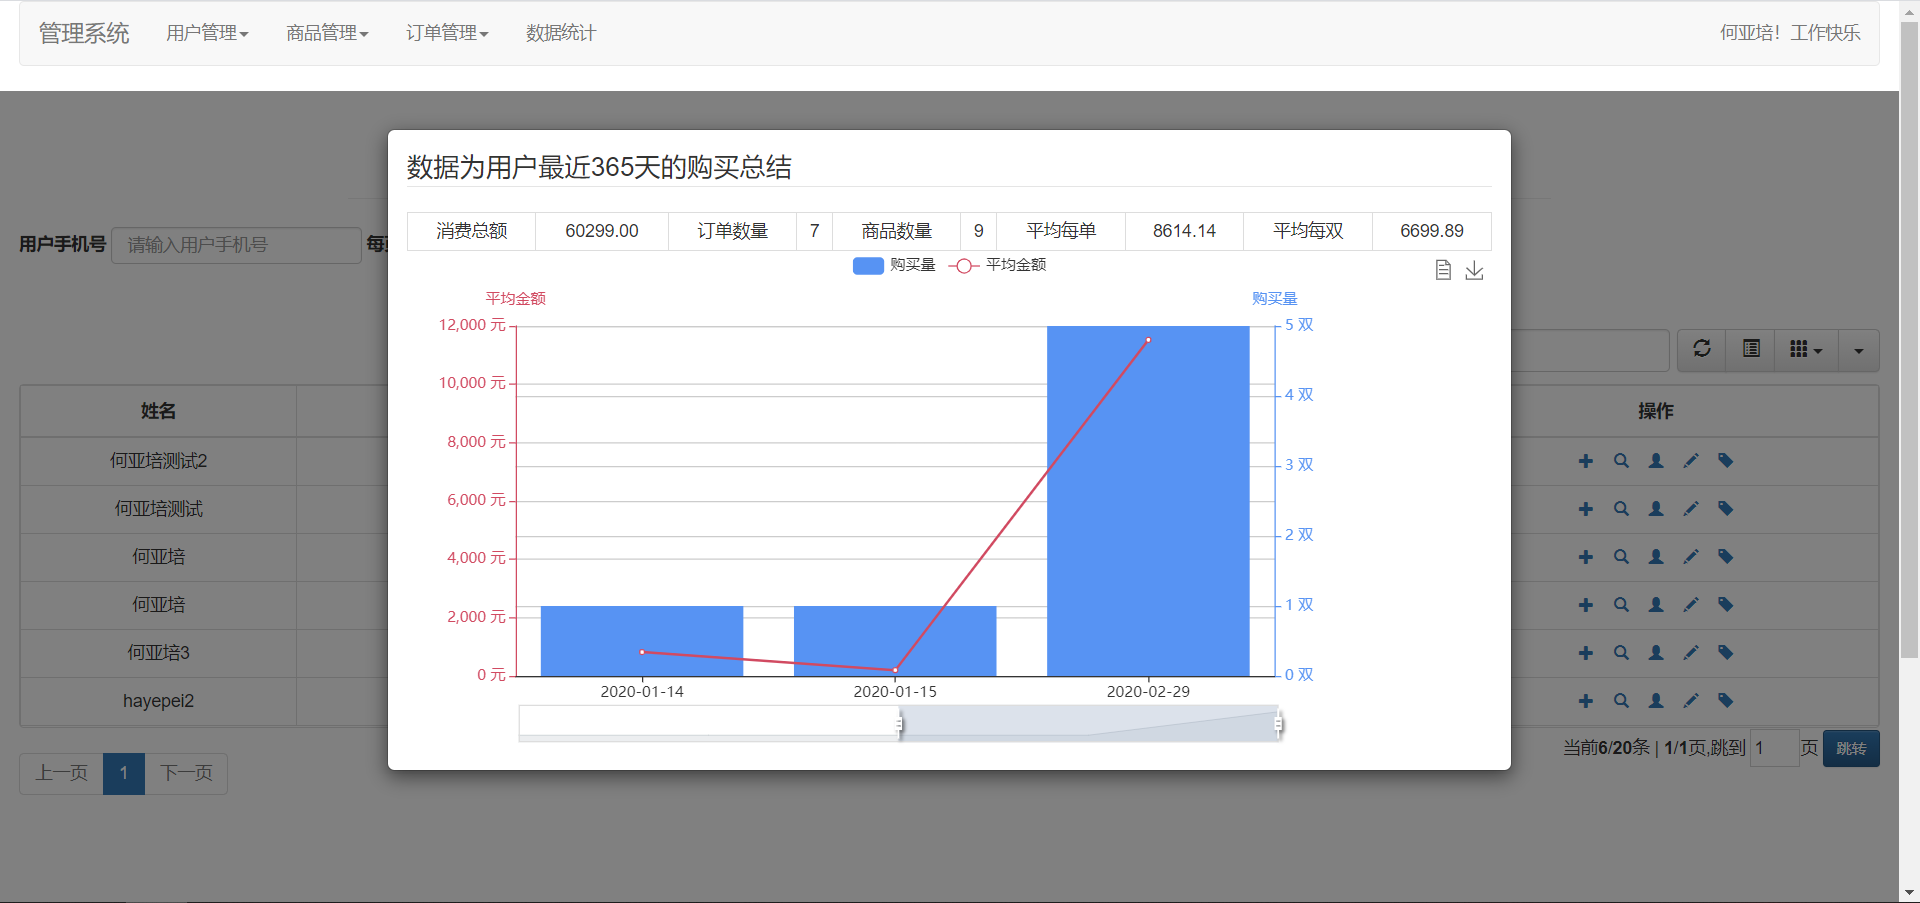 管理系统 用户管理 商品管理 订单管理 数据统计 何亚培！工作快乐
数据为用户最近365天的购买总结
消费总额 60299.00 订单数量 7 商品数量 9 平均每单 8614.14 平均每双 6699.89
用户手机号 请输入用户手机号
购买量 平均金额
平均金额 购买量
12,000 元 5 双
10,000 元
4 双
8,000 元
3 双
6,000 元
2 双
4,000 元
1 双
2,000 元
0 元 0 双
2020-01-14 2020-01-15 2020-02-29
姓名 操作
何亚培测试2
何亚培测试
何亚培
何亚培
何亚培3
hayepei2
上一页 1 下一页
当前6/20条 | 1/1页,跳到 1 页 跳转